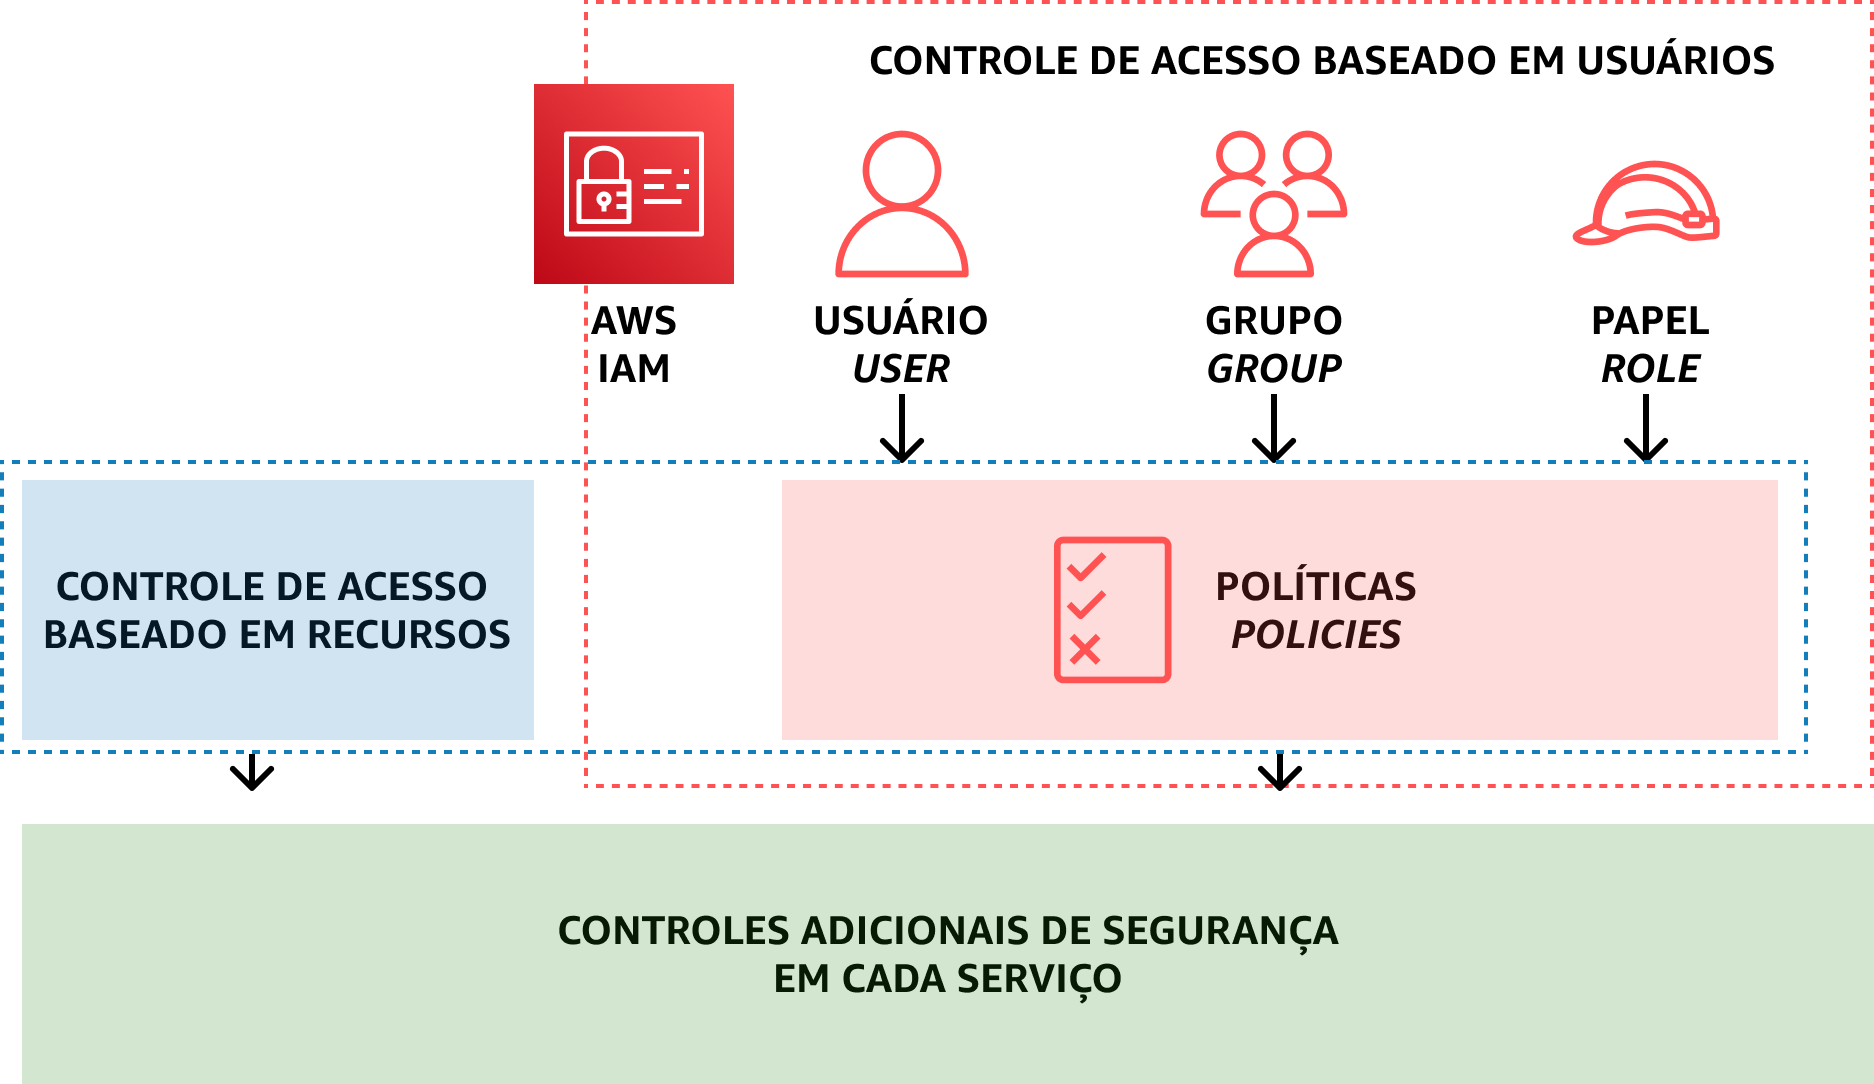 CONTROLE DE ACESSO BASEADO EM USUÁRIOS
AWS
IAM
USUÁRIO
USER
GRUPO
GROUP
PAPEL
ROLE
CONTROLE DE ACESSO
BASEADO EM RECURSOS
POLÍTICAS
POLICIES
CONTROLES ADICIONAIS DE SEGURANÇA
EM CADA SERVIÇO